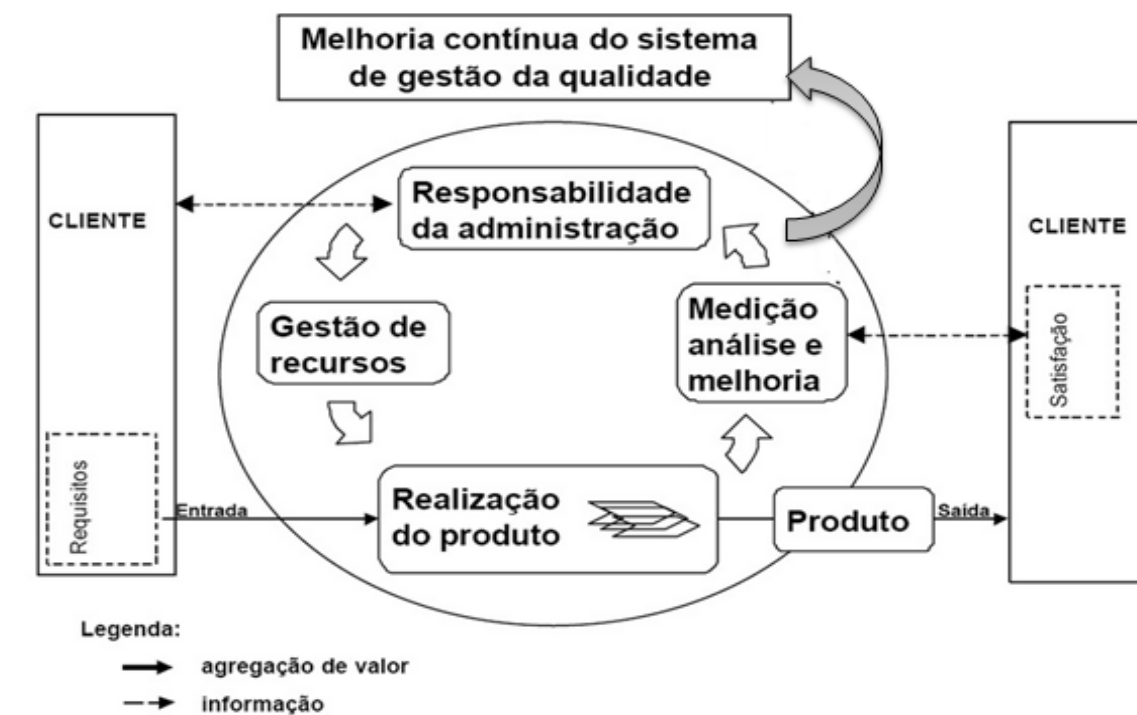 Melhoria contínua do sistema
de gestão da qualidade
CLIENTE
Responsabilidade
da administração
CLIENTE
Gestão de
recursos
Medição
análise e
melhoria
Satisfação
Requisitos
Entrada
Realização
do produto
Produto
Saída
Legenda:
agregação de valor
informação